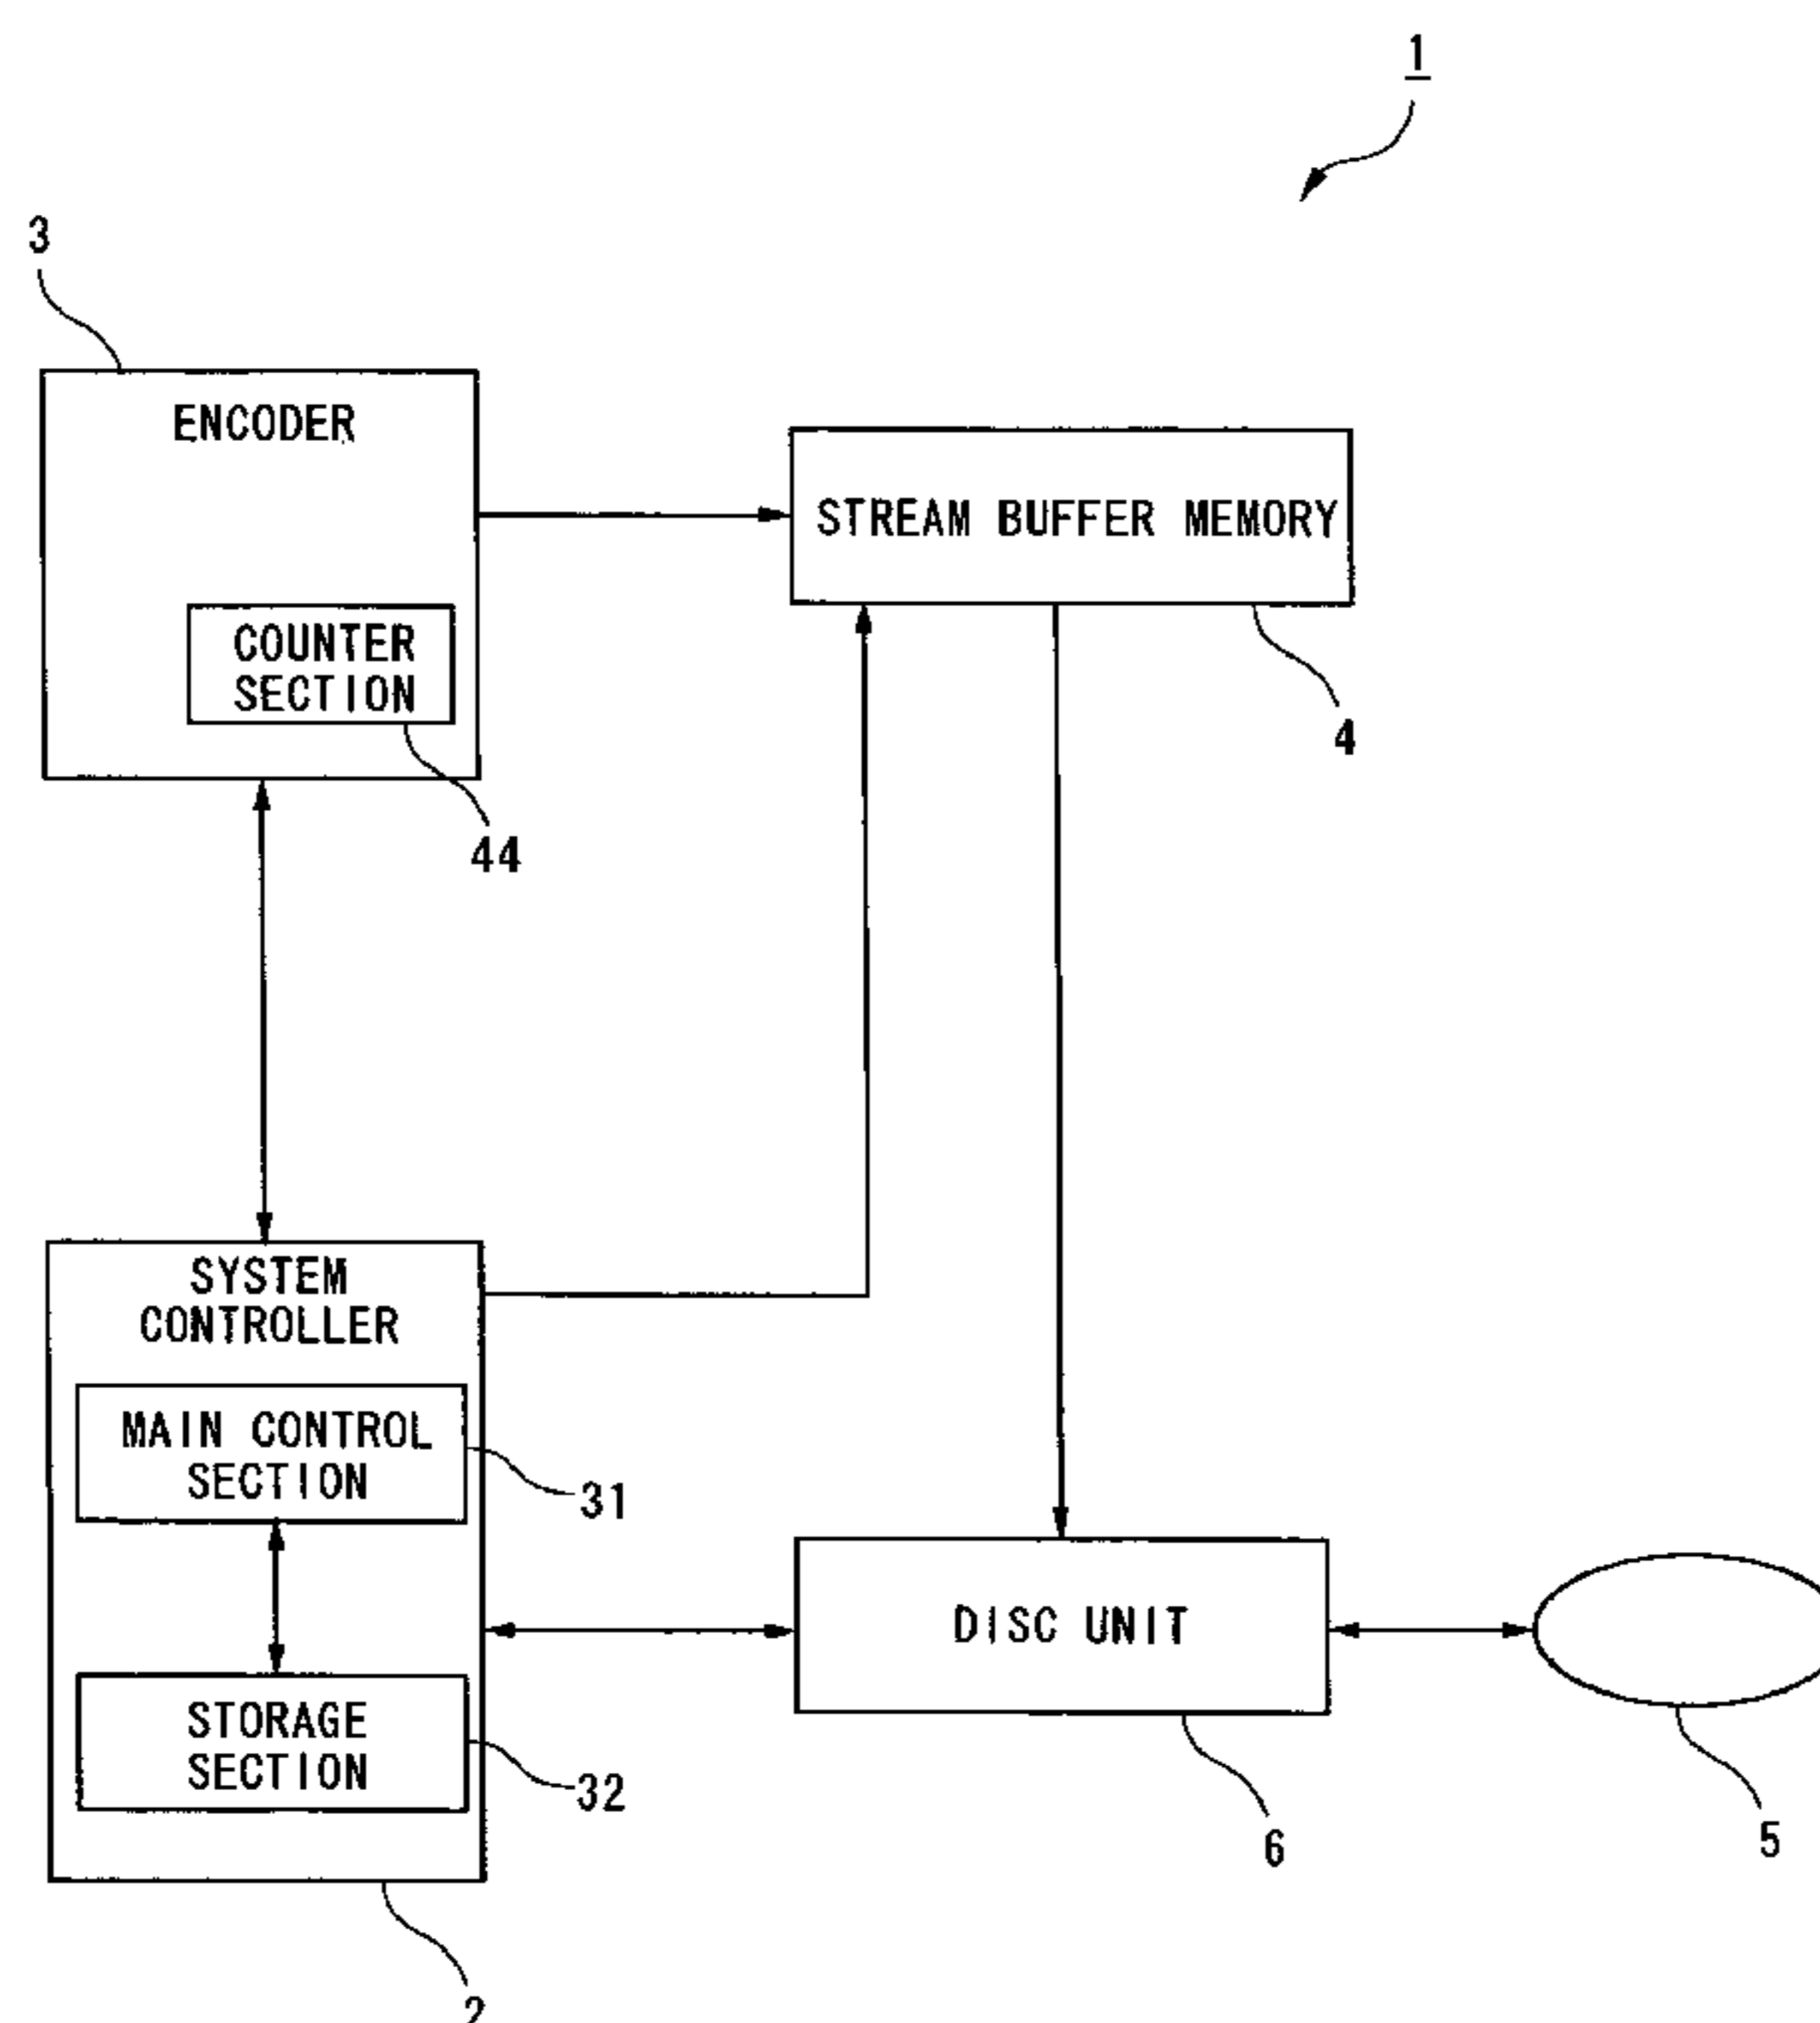 1
3
ENCODER
STREAM BUFFER MEMORY
COUNTER
SECTION
4
44
SYSTEM
CONTROLLER
MAIN CONTROL
SECTION
31
DISC UNIT
STORAGE
SECTION
32
6
5
2